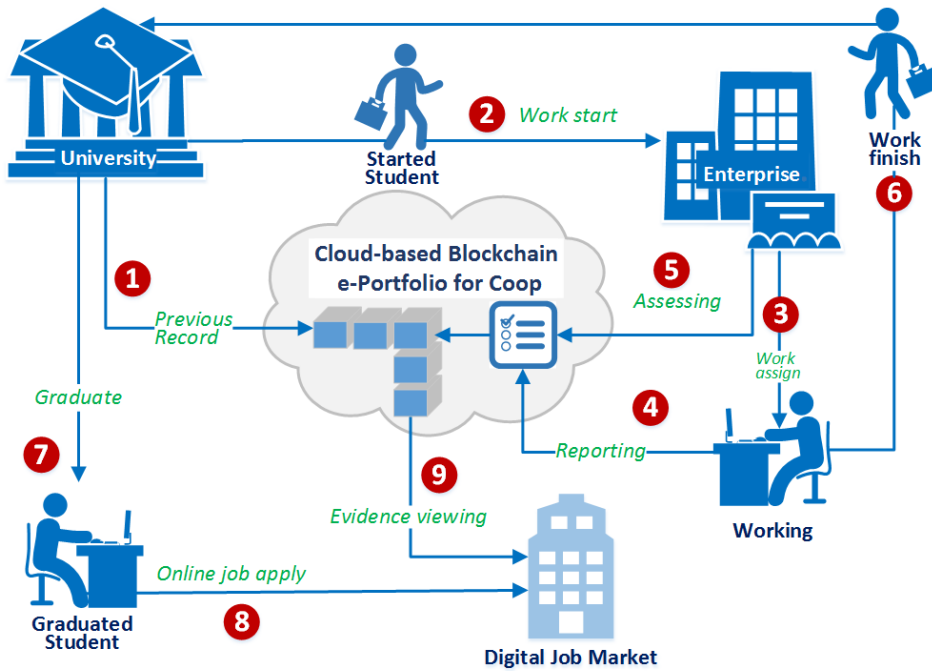 University
Started
Student
2
Work start
Enterprise.
Work
finish
6
Cloud-based Blockchain
e-Portfolio for Coop
1
Previous
Record
5
Assessing
3
Work
assign
4
Reporting
Working
Graduate
7
9
Evidence viewing
Graduated
Student
Online job apply
8
Digital Job Market